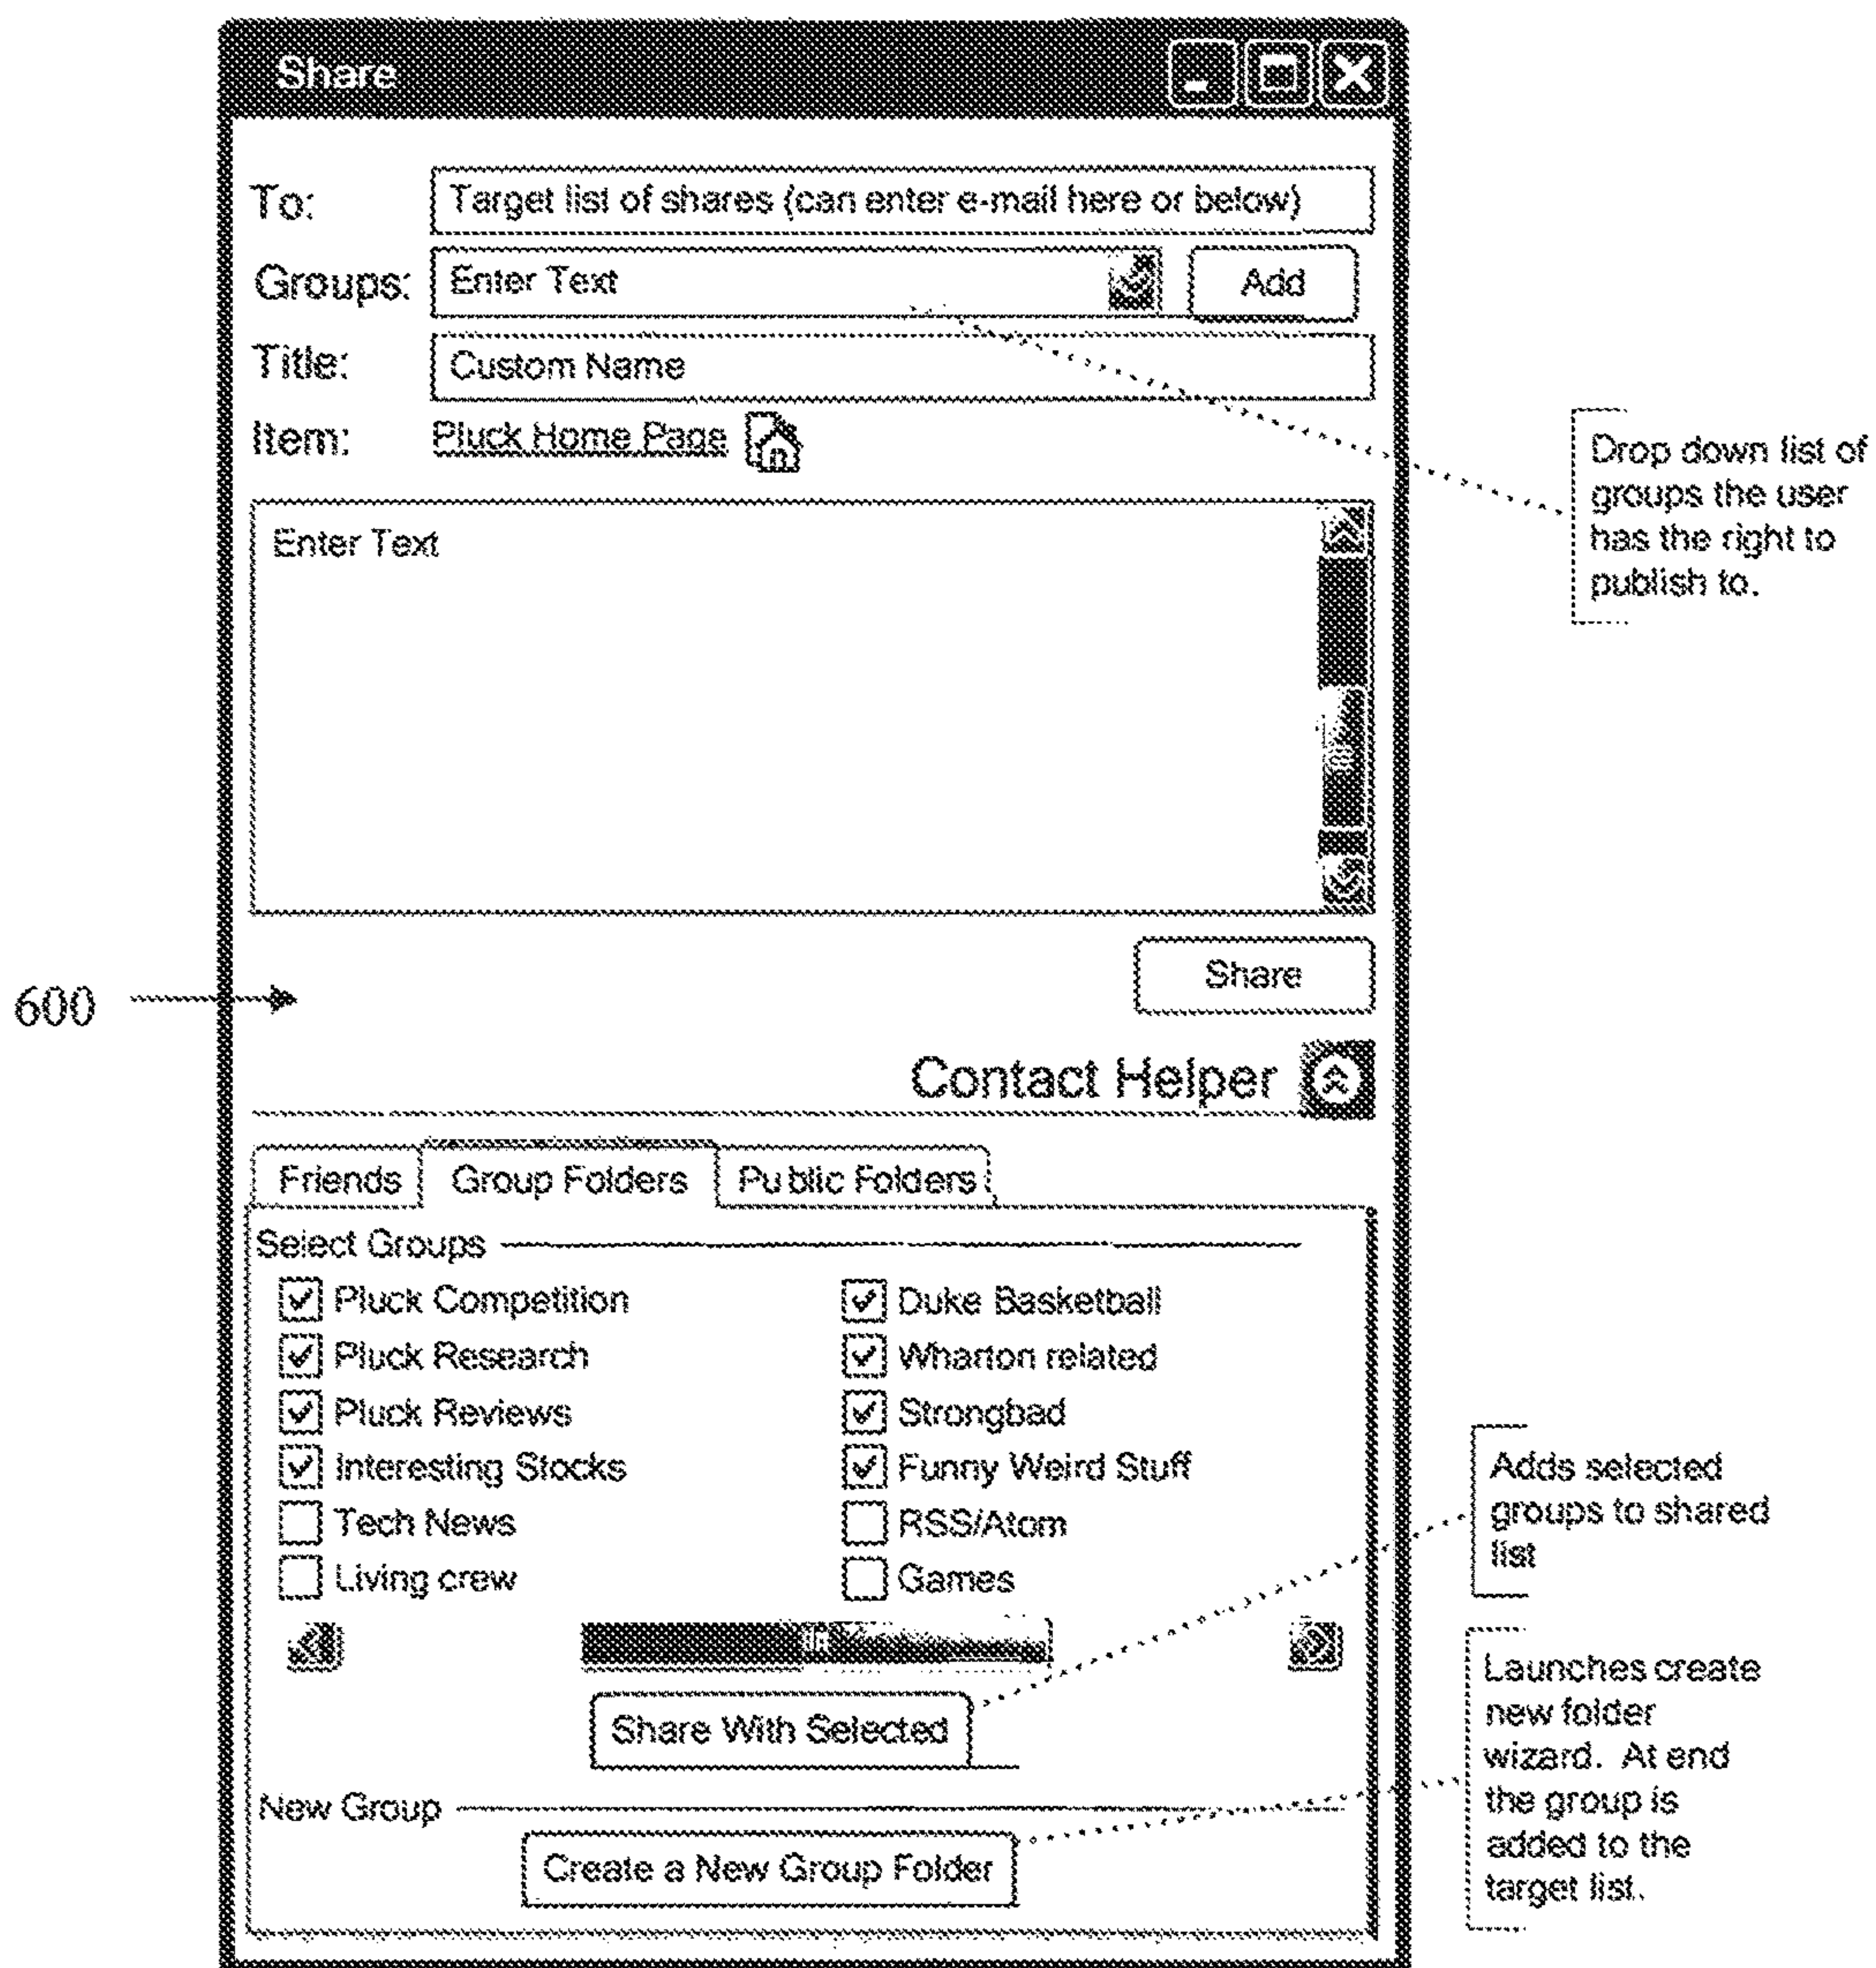 Share
To: Target list of shares (can enter e-mail here or below)
Groups: Enter Text Add
Title: Custom Name
Item: Pluck Home Page
Enter Text
Drop down list of
groups the user
has the right to
publish to.
Share
600
Contact Helper
Friends Group Folders Public Folders
Select Groups
Pluck Competition Duke Basketball
Pluck Research Wharton related
Pluck Reviews Strongbad
Interesting Stocks Funny Weird Stuff
Tech News RSS/Atom
Living crew Games
Adds selected
groups to shared
list
Share With Selected
New Group
Create a New Group Folder
Launches create
new folder
wizard. At end
the group is
added to the
target list.